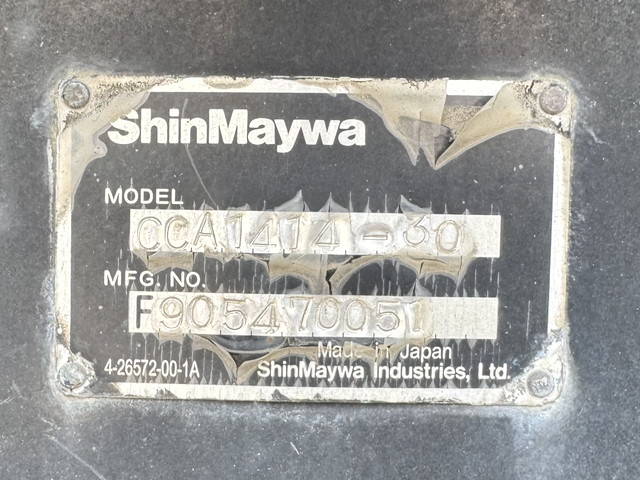 ShinMaywa
MODEL
CCA1414-30
MFG. NO.
F905470051
Made in Japan
4-26572-00-1A
ShinMaywa Industries, Ltd.